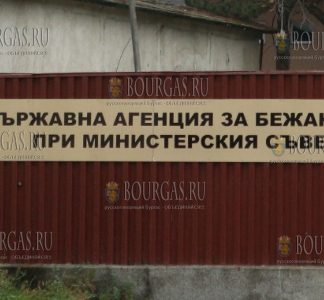 ЪРЖАВНА АГЕНЦИЯ ЗА БЕЖАН
ПРИ МИНИСТЕРСКИЯ СЪВЕ
BOURGAS.RU